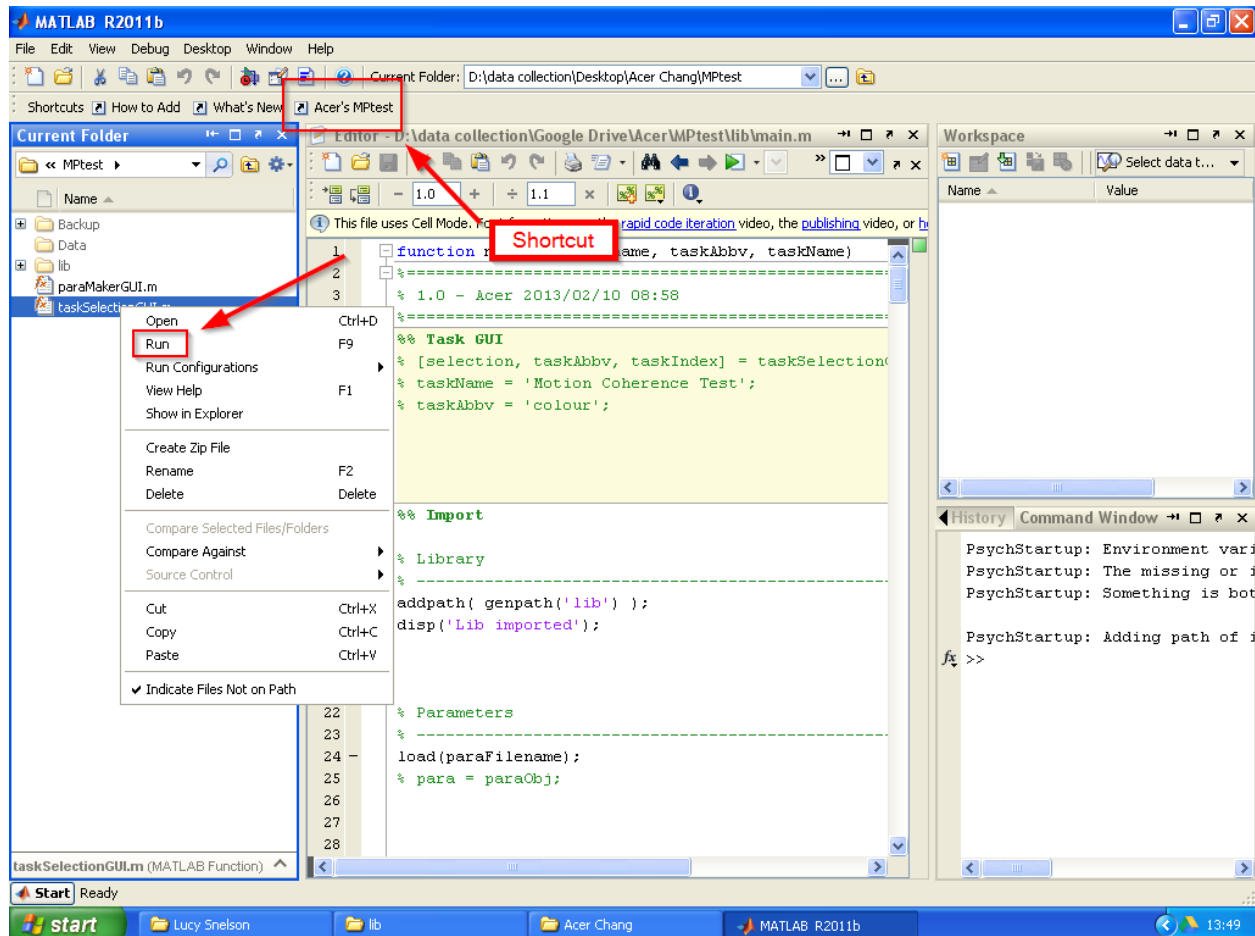 MATLAB R2011b
File Edit View Debug Desktop Window Help
Current Folder: D:\data collection\Desktop\Acer Chang\MPtest
Shortcuts How to Add What's New Acer's MPtest
Current Folder
« MPtest
Name
Backup
Data
lib
paraMakerGUI.m
taskSelectionGUI.m
Open Ctrl+D
Run F9
Run Configurations
View Help F1
Show in Explorer
Create Zip File
Rename F2
Delete Delete
Compare Selected Files/Folders
Compare Against
Source Control
Cut Ctrl+X
Copy Ctrl+C
Paste Ctrl+V
✔ Indicate Files Not on Path
taskSelectionGUI.m (MATLAB Function)
Editor - D:\data collection\Google Drive\Acer\MPtest\lib\main.m
- 1.0 + ÷ 1.1 ×
This file uses Cell Mode. the rapid code iteration video, the publishing video, or
Shortcut
1 function ame, taskAbbv, taskName)
2 %==================================================
3 % 1.0 - Acer 2013/02/10 08:58
%==================================================
%% Task GUI
% [selection, taskAbbv, taskIndex] = taskSelection
% taskName = 'Motion Coherence Test';
% taskAbbv = 'colour';
%% Import
% Library
% --------------------------------------------------
addpath( genpath('lib') );
disp('Lib imported');
22 % Parameters
23 % --------------------------------------------------
24 – load(paraFilename);
25 % para = paraObj;
26
27
28
Workspace
Select data t...
Name Value
History Command Window
PsychStartup: Environment vari
PsychStartup: The missing or i
PsychStartup: Something is bot
PsychStartup: Adding path of i
fx >>
Start Ready
start Lucy Snelson lib Acer Chang MATLAB R2011b 13:49